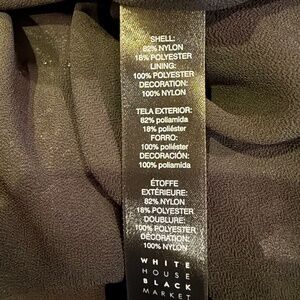 SHELL:
82% NYLON
18% POLYESTER
LINING:
100% POLYESTER
DECORATION:
100% NYLON
TELA EXTERIOR:
82% poliamida
18% poliéster
FORRO:
100% poliéster
DECORACIÓN:
100% poliamida
ÉTOFFE
EXTÉRIEURE:
82% NYLON
18% POLYESTER
DOUBLURE:
100% POLYESTER
DÉCORATION:
100% NYLON
WHITE
HOUSE
BLACK
MARKET